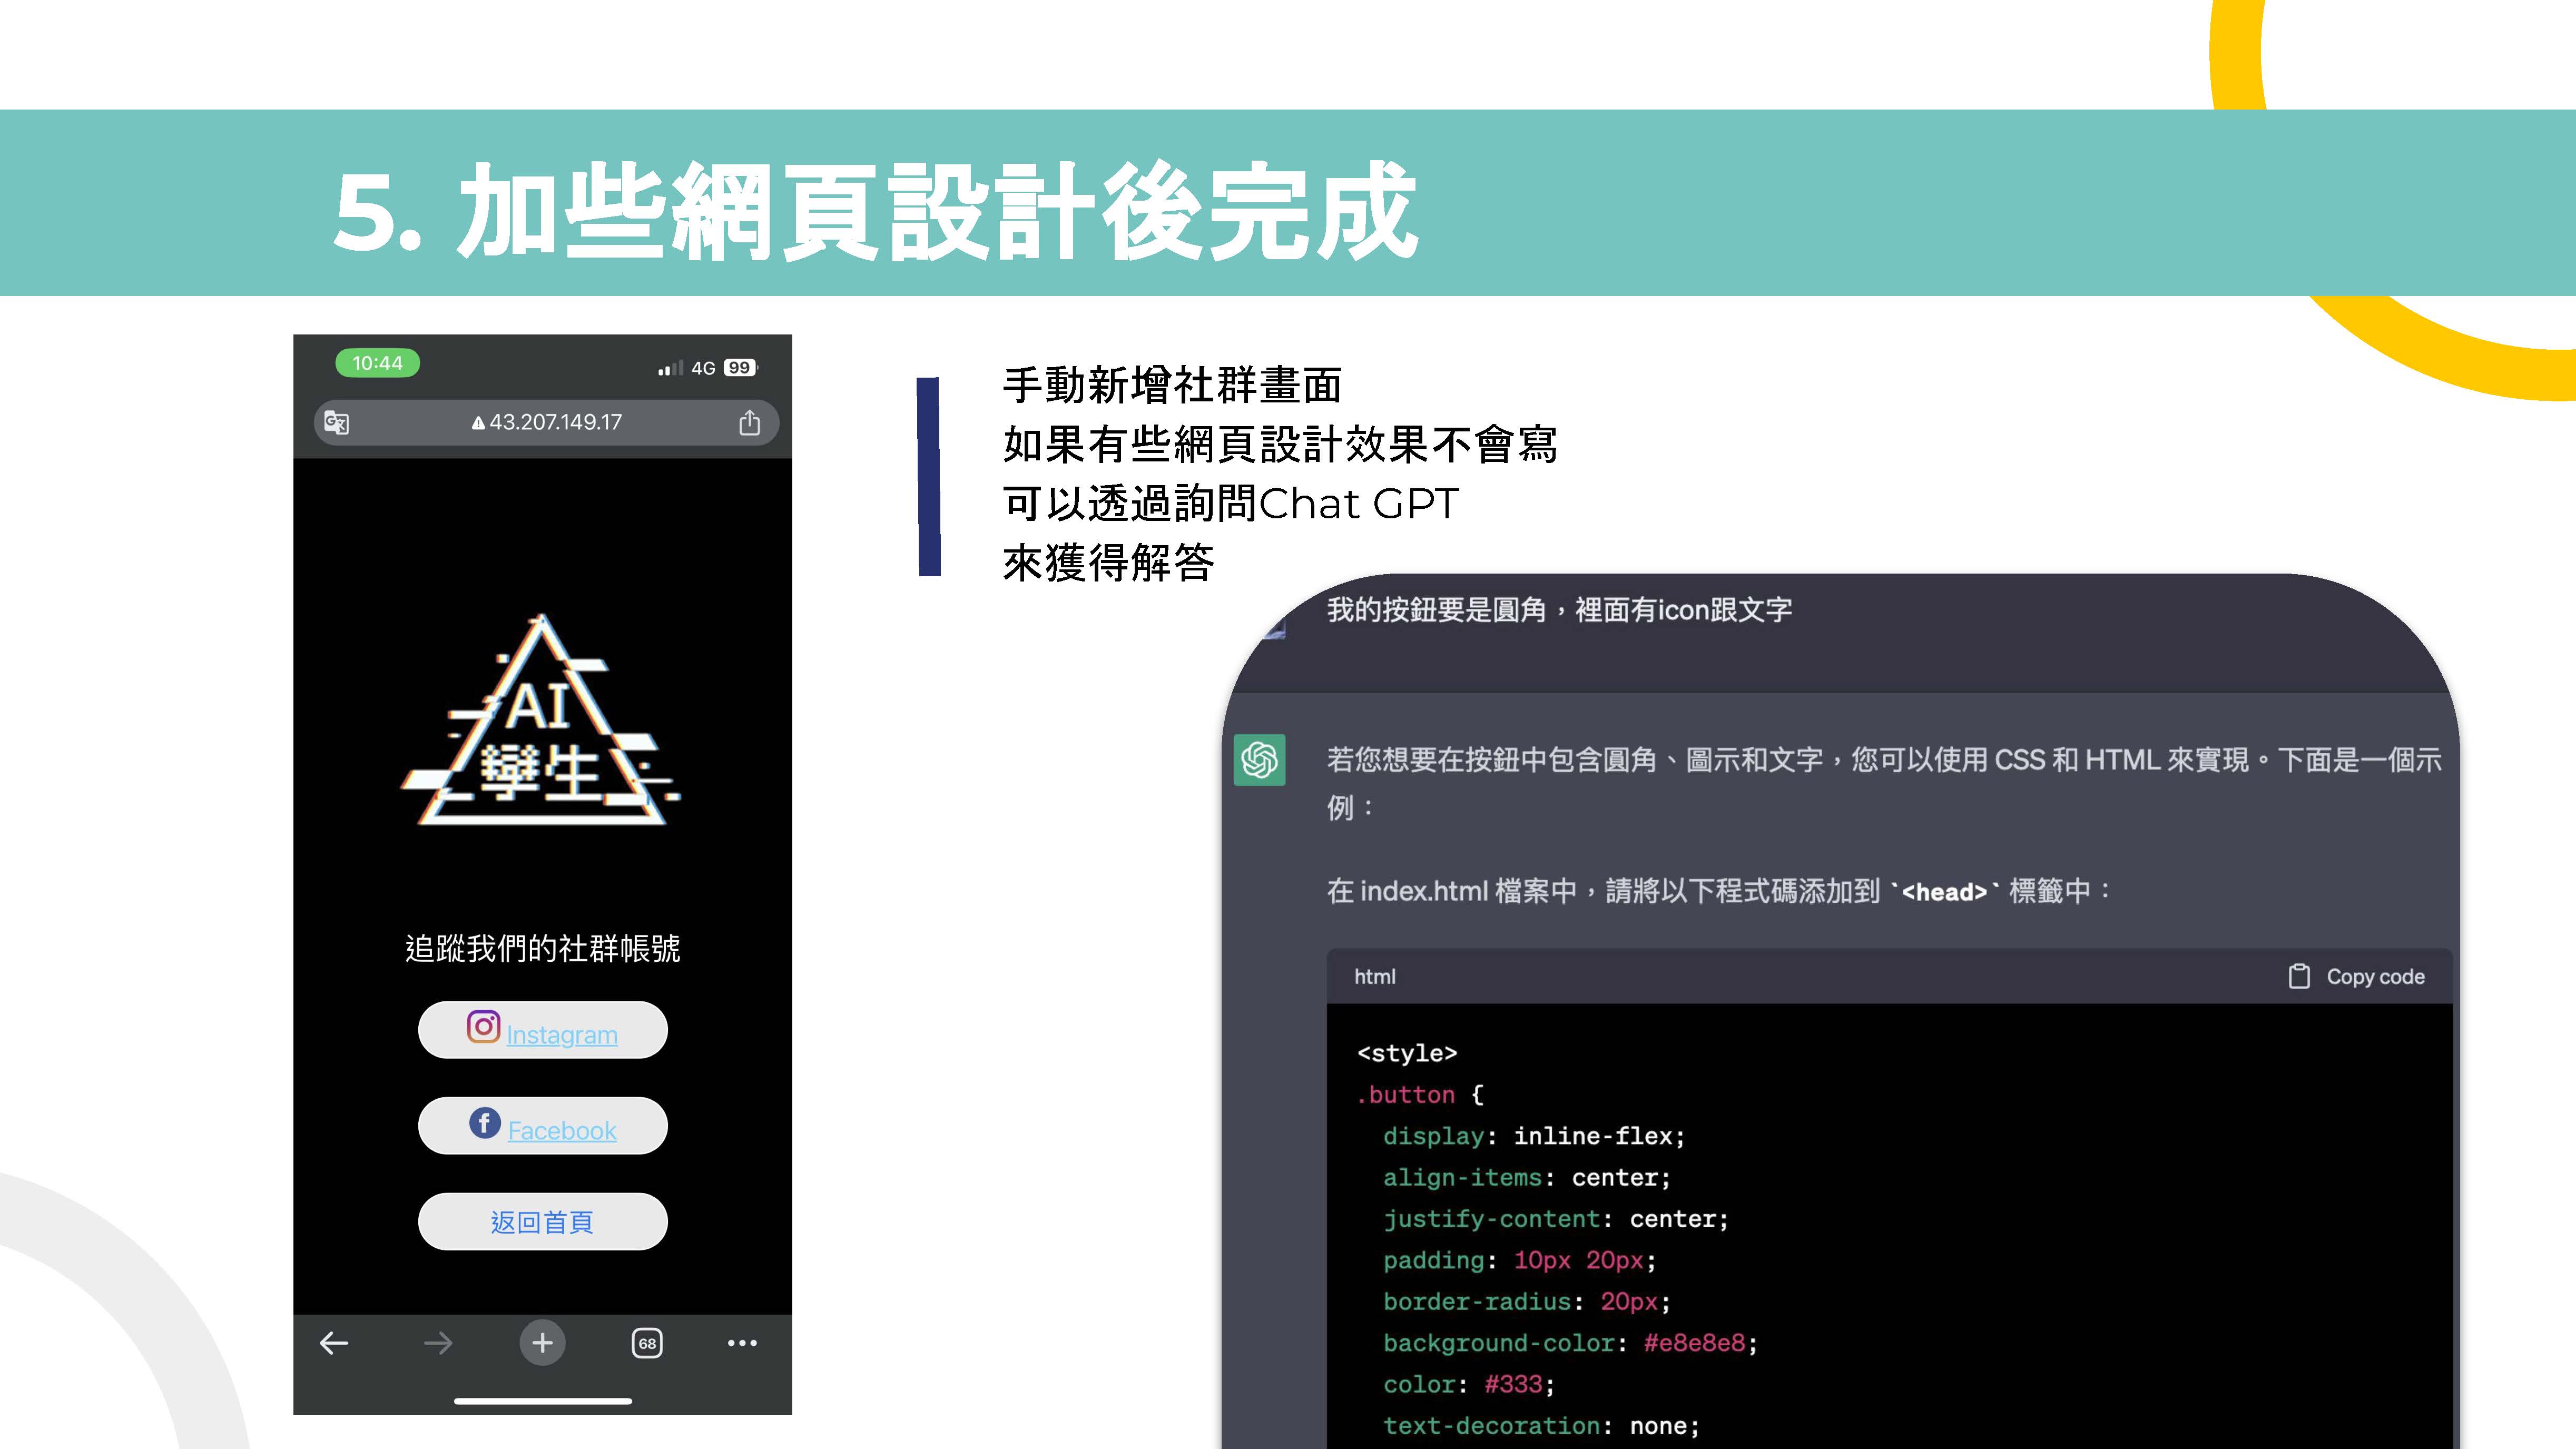 5. 加些網頁設計後完成
10:44
4G 99
43.207.149.17
AI
孿生
追蹤我們的社群帳號
Instagram
Facebook
返回首頁
68
手動新增社群畫面
如果有些網頁設計效果不會寫
可以透過詢問Chat GPT
來獲得解答
我的按鈕要是圓角，裡面有icon跟文字
若您想要在按鈕中包含圓角、圖示和文字，您可以使用 CSS 和 HTML 來實現。下面是一個示
例：
在 index.html 檔案中，請將以下程式碼添加到 `<head>` 標籤中：
html
Copy code
<style>
.button {
display: inline-flex;
align-items: center;
justify-content: center;
padding: 10px 20px;
border-radius: 20px;
background-color: #e8e8e8;
color: #333;
text-decoration: none;